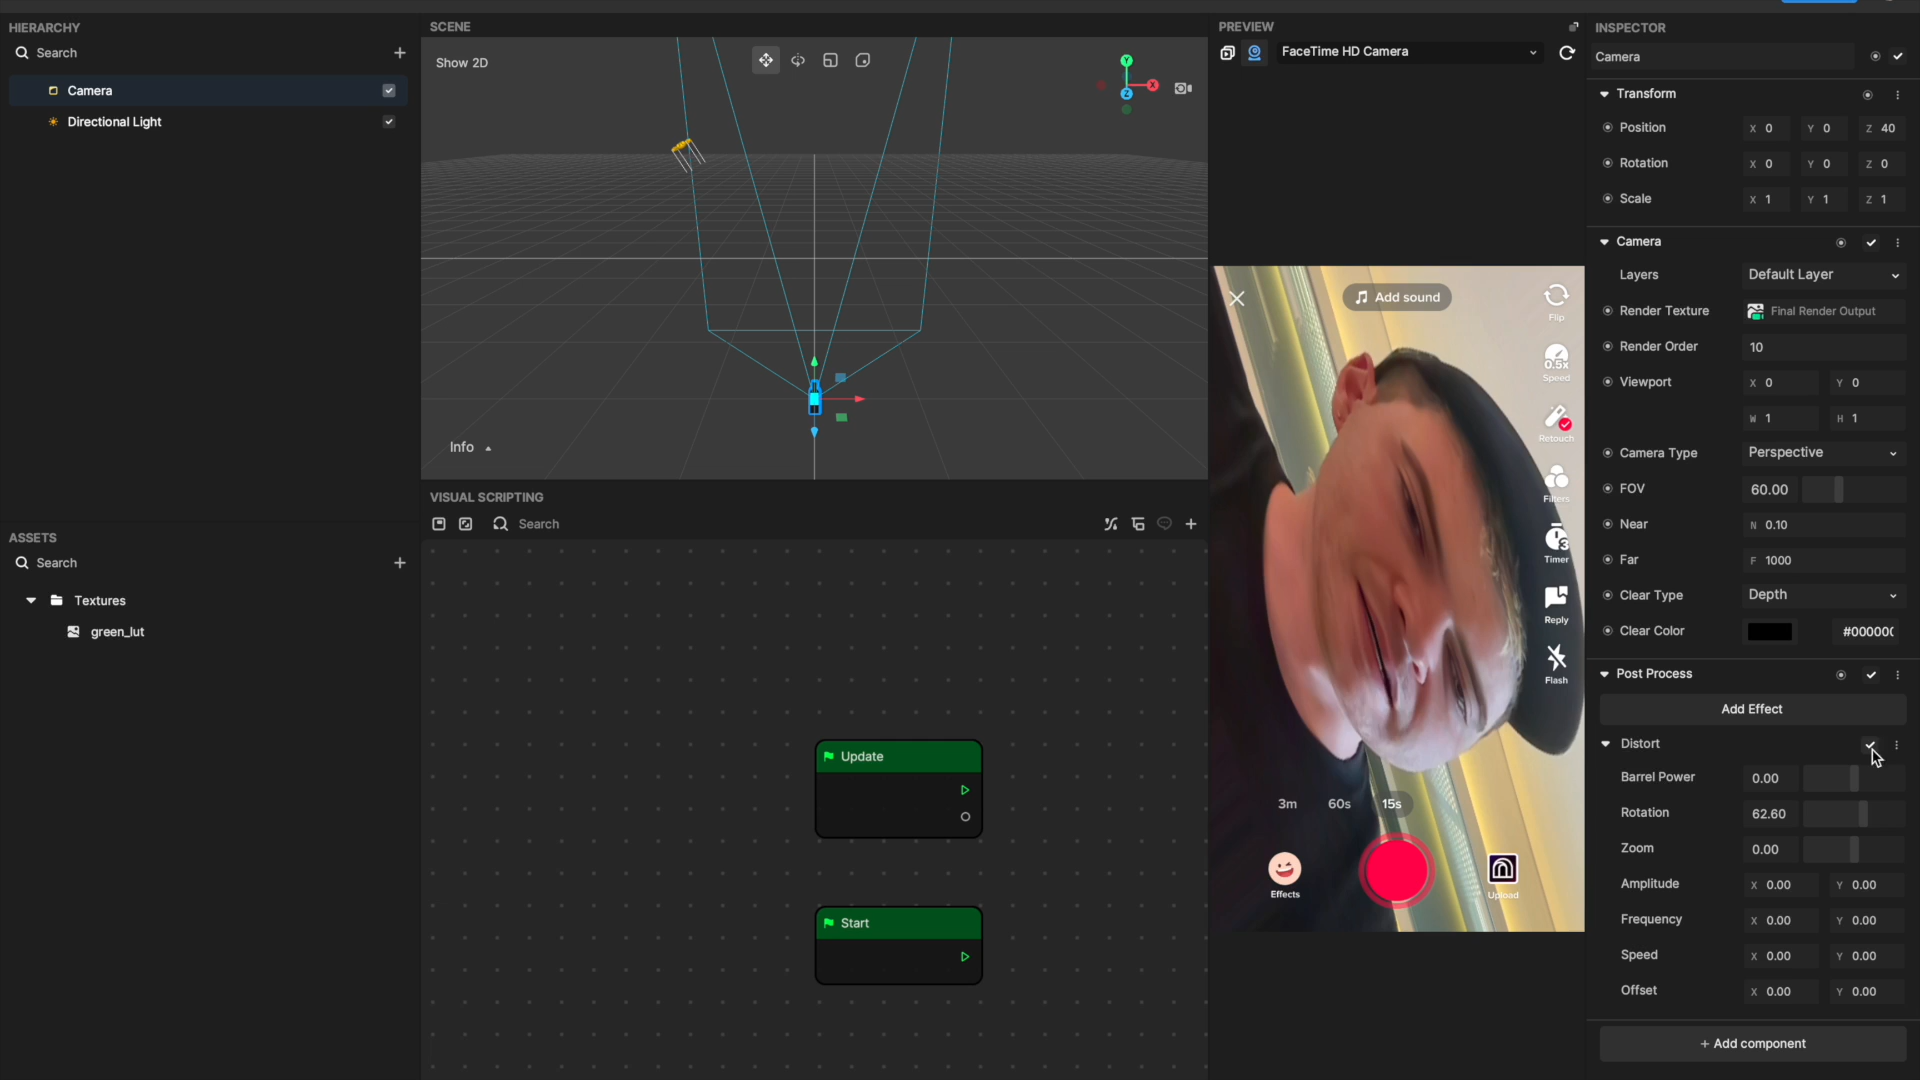 HIERARCHY
Search
Camera
Directional Light
ASSETS
Search
Textures
green_lut
SCENE
Show 2D
Y
X
Z
Info
VISUAL SCRIPTING
Search
Update
Start
PREVIEW
FaceTime HD Camera
Add sound
Flip
0.5x
Speed
Retouch
Filters
3
Timer
Reply
Flash
3m 60s 15s
Effects
Upload
INSPECTOR
Camera
Transform
Position X 0 Y 0 Z 40
Rotation X 0 Y 0 Z 0
Scale X 1 Y 1 Z 1
Camera
Layers Default Layer
Render Texture Final Render Output
Render Order 10
Viewport X 0 Y 0
W 1 H 1
Camera Type Perspective
FOV 60.00
Near N 0.10
Far F 1000
Clear Type Depth
Clear Color #00000(
Post Process
Add Effect
Distort
Barrel Power 0.00
Rotation 62.60
Zoom 0.00
Amplitude X 0.00 Y 0.00
Frequency X 0.00 Y 0.00
Speed X 0.00 Y 0.00
Offset X 0.00 Y 0.00
+ Add component